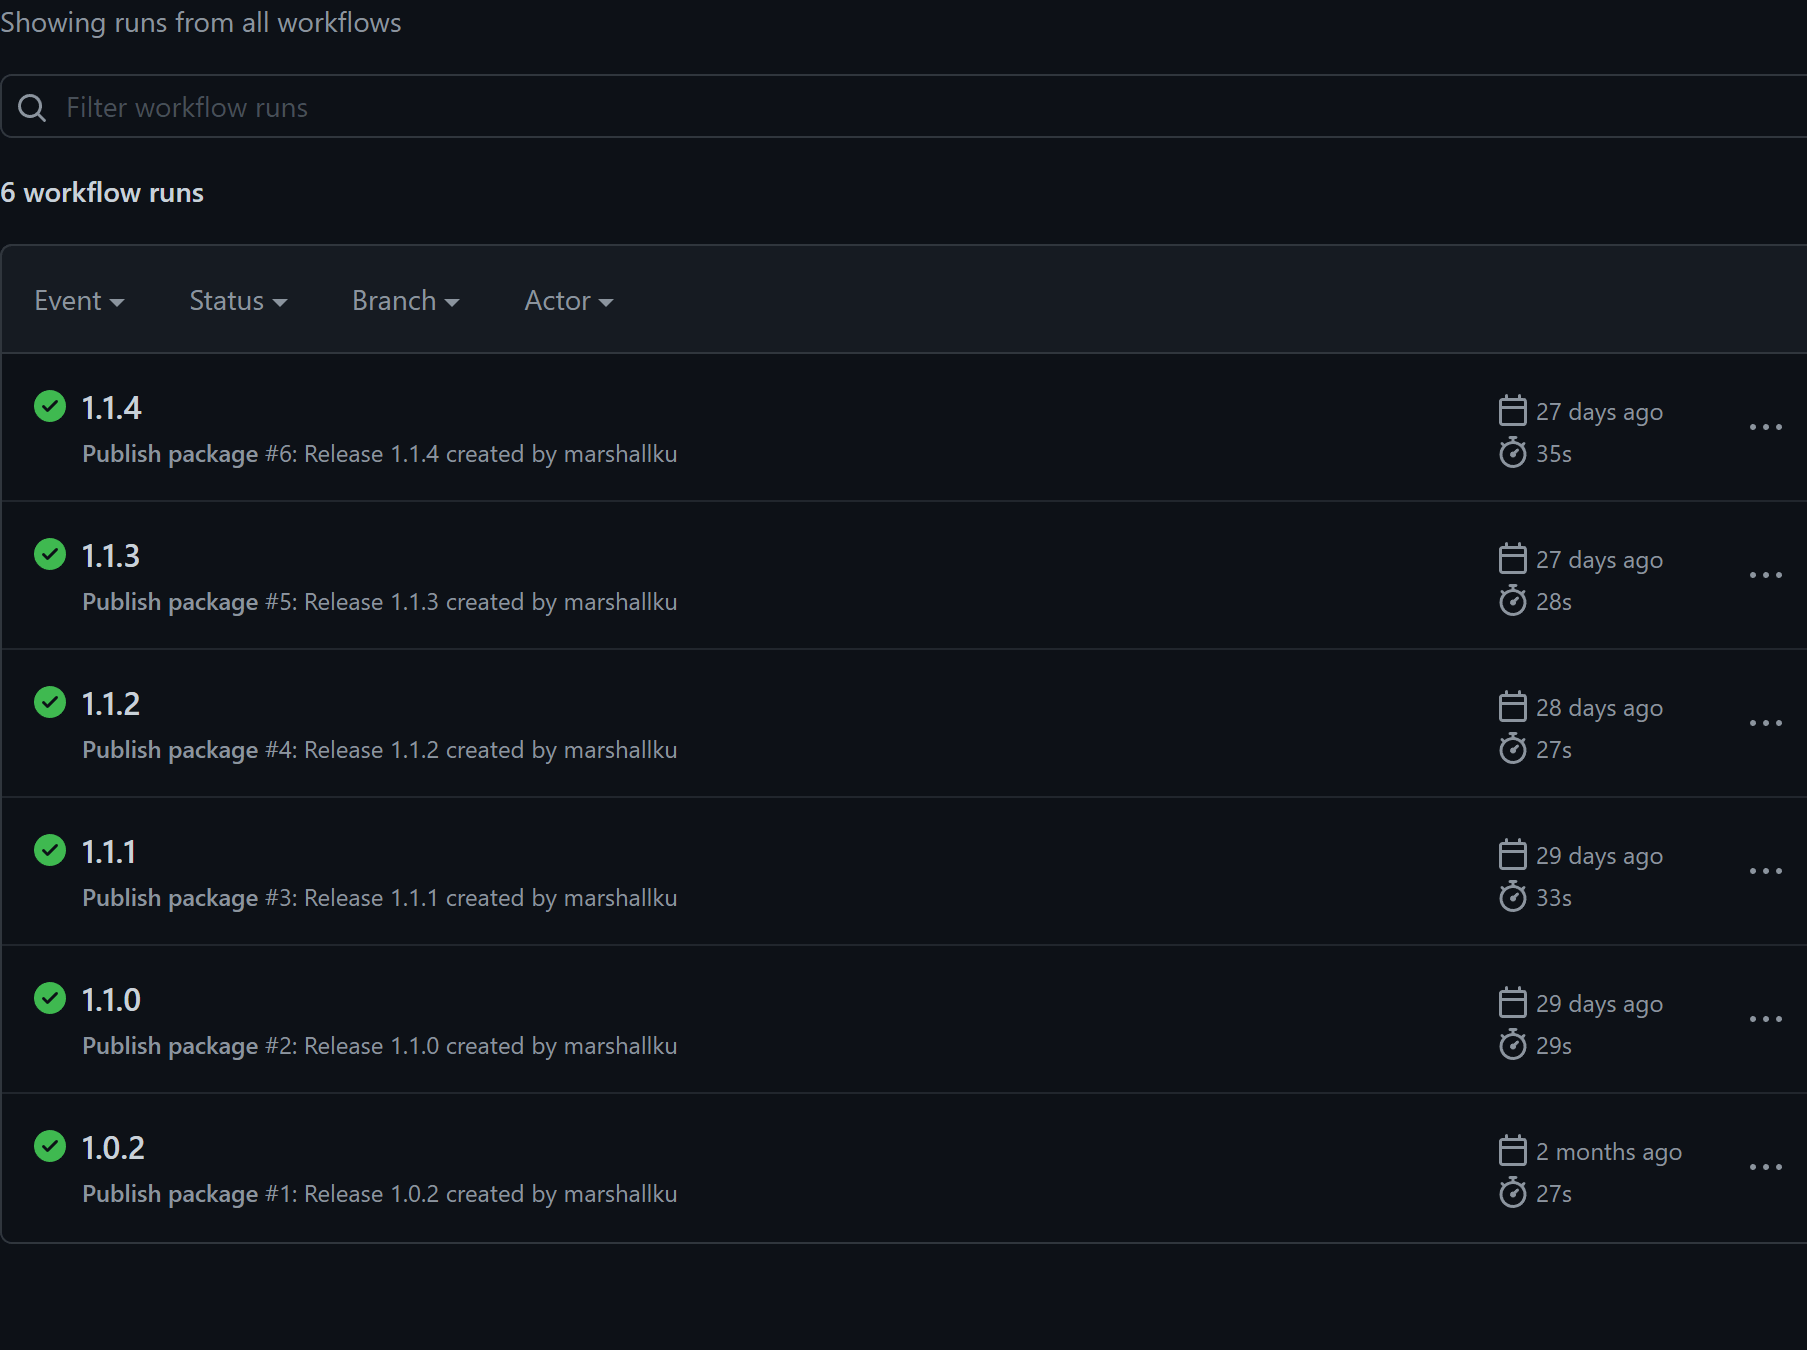 Showing runs from all workflows
Filter workflow runs
6 workflow runs
Event Status Branch Actor
1.1.4
27 days ago
Publish package #6: Release 1.1.4 created by marshallku
35s
1.1.3
27 days ago
Publish package #5: Release 1.1.3 created by marshallku
28s
1.1.2
28 days ago
Publish package #4: Release 1.1.2 created by marshallku
27s
1.1.1
29 days ago
Publish package #3: Release 1.1.1 created by marshallku
33s
1.1.0
29 days ago
Publish package #2: Release 1.1.0 created by marshallku
29s
1.0.2
2 months ago
Publish package #1: Release 1.0.2 created by marshallku
27s